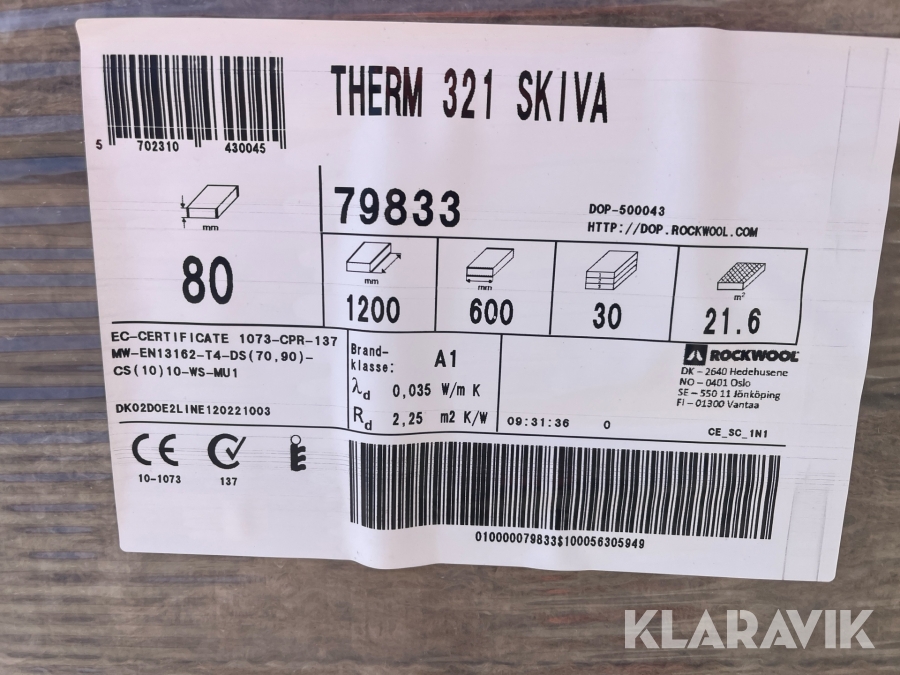 THERM 321 SKIVA
5 702310 430045
79833
DOP-500043
HTTP://DOP.ROCKWOOL.COM
mm
80
mm
1200
mm
600
30
m²
21.6
EC-CERTIFICATE 1073-CPR-137
MW-EN13162-T4-DS(70,90)-
CS(10)10-WS-MU1
DK02DOE2LINE120221003
Brand-
klasse: A1
λd 0,035 W/m K
Rd 2,25 m2 K/W
ROCKWOOL
DK - 2640 Hedehusene
NO - 0401 Oslo
SE - 550 11 Jönköping
FI - 01300 Vantaa
09:31:36 0 CE_SC_1N1
CE
10-1073
137
010000079833$100056305949
KLARAVIK